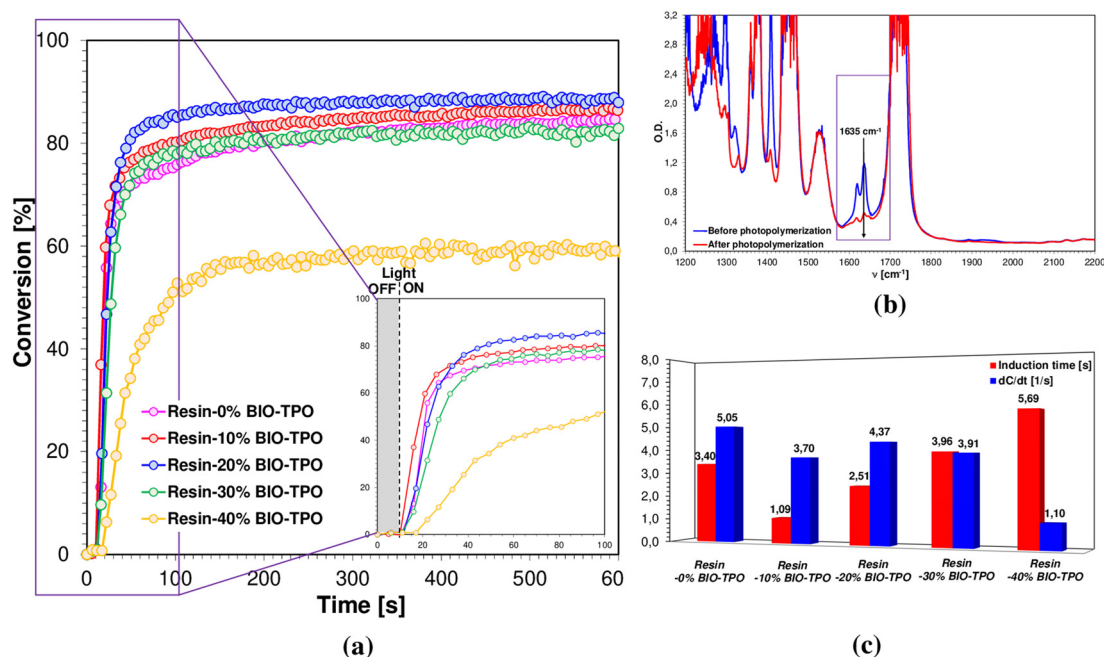 100
80
60
40
20
0
Conversion [%]
0 100 200 300 400 500 600
Time [s]
Resin-0% BIO-TPO
Resin-10% BIO-TPO
Resin-20% BIO-TPO
Resin-30% BIO-TPO
Resin-40% BIO-TPO
Light
OFF ON
100
80
60
40
20
0
0 20 40 60 80 100
(a)
3,2
2,8
2,4
2,0
1,6
1,2
0,8
0,4
0,0
O.D.
1635 cm-1
Before photopolymerization
After photopolymerization
1200 1300 1400 1500 1600 1700 1800 1900 2000 2100 2200
ν [cm-1]
(b)
8,0
7,0
6,0
5,0
4,0
3,0
2,0
1,0
0,0
Induction time [s]
dC/dt [1/s]
3,40 5,05
1,09 3,70
2,51 4,37
3,96 3,91
5,69 1,10
Resin -0% BIO-TPO
Resin -10% BIO-TPO
Resin -20% BIO-TPO
Resin -30% BIO-TPO
Resin -40% BIO-TPO
(c)